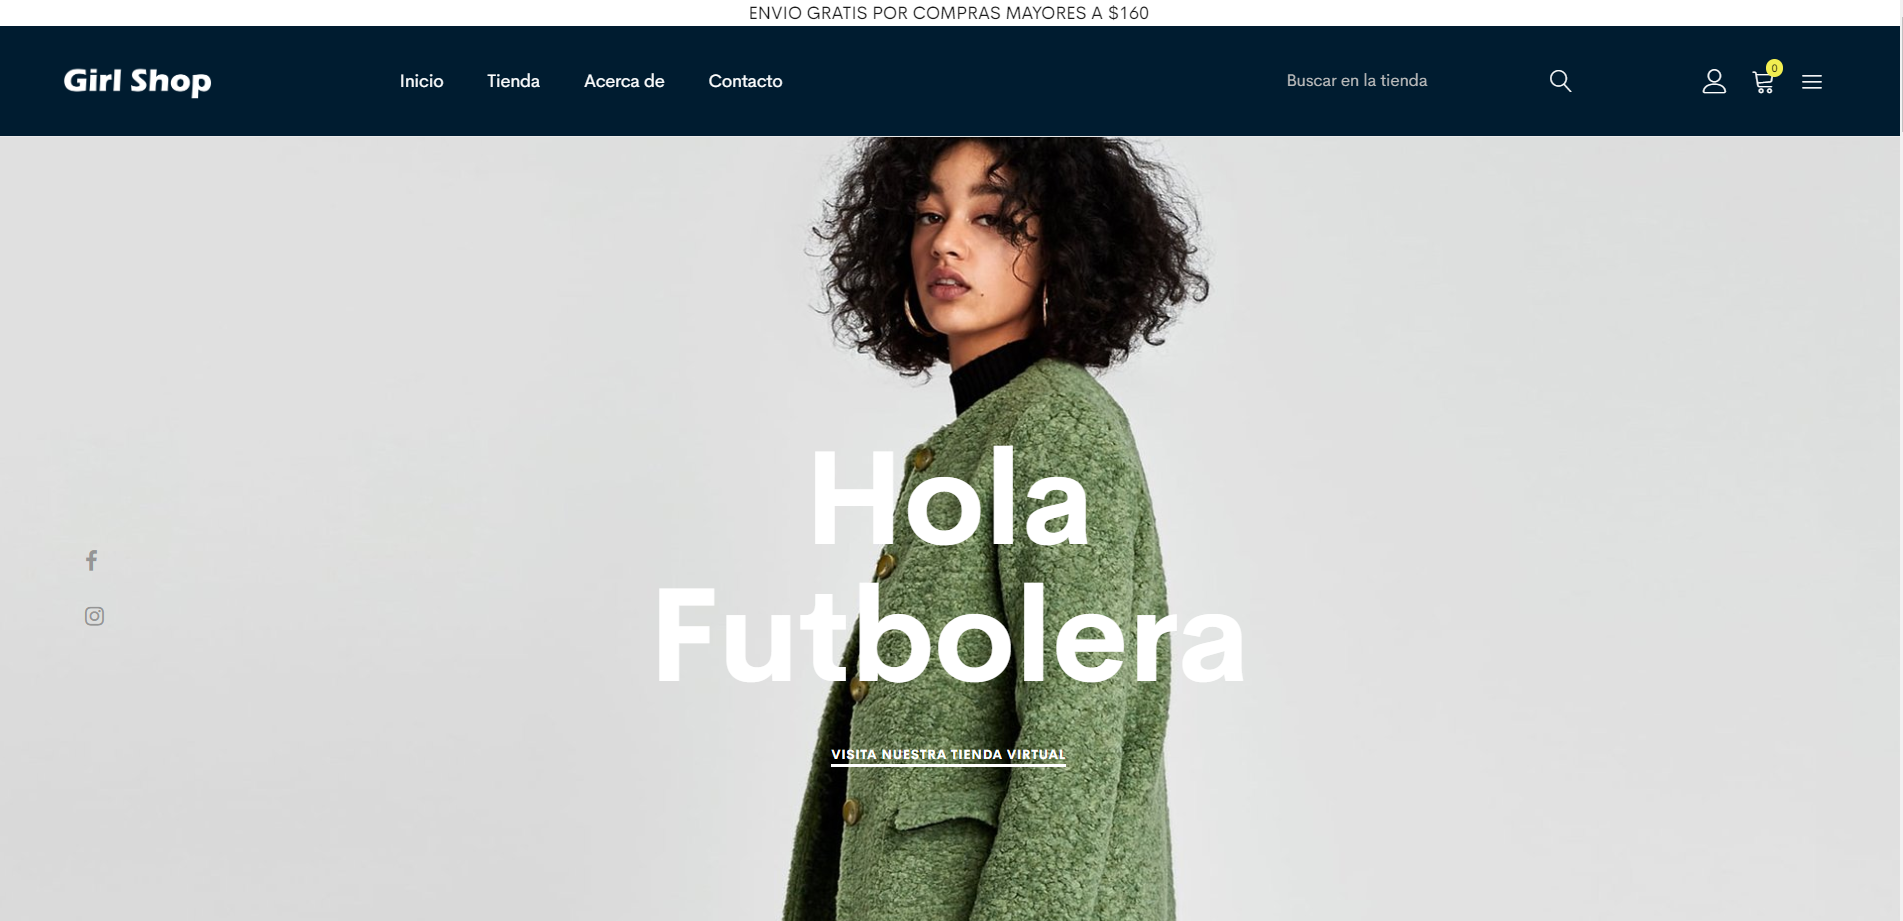 ENVIO GRATIS POR COMPRAS MAYORES A $160
Girl Shop
Inicio Tienda Acerca de Contacto
Buscar en la tienda
0
Hola
Futbolera
VISITA NUESTRA TIENDA VIRTUAL